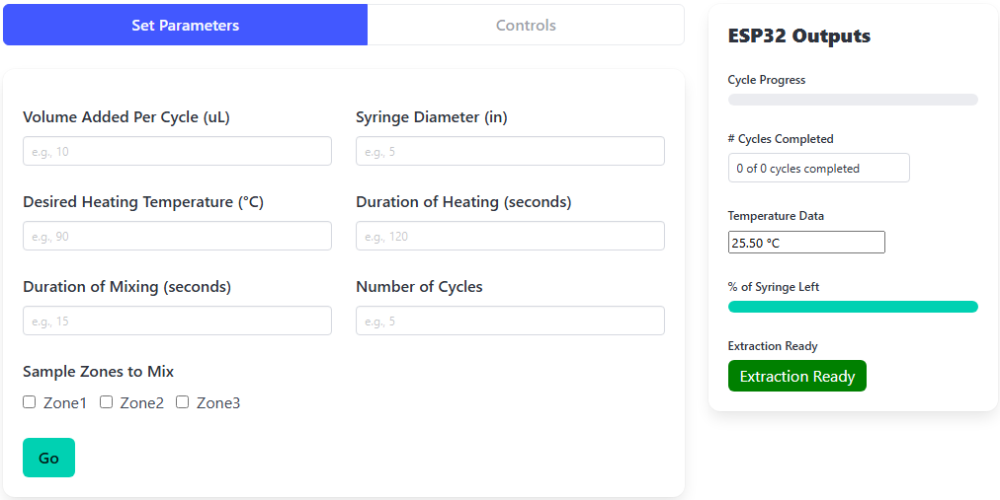 Set Parameters
Controls
Volume Added Per Cycle (uL)
Syringe Diameter (in)
e.g., 10
e.g., 5
Desired Heating Temperature (°C)
Duration of Heating (seconds)
e.g., 90
e.g., 120
Duration of Mixing (seconds)
Number of Cycles
e.g., 15
e.g., 5
Sample Zones to Mix
Zone1 Zone2 Zone3
Go
ESP32 Outputs
Cycle Progress
# Cycles Completed
0 of 0 cycles completed
Temperature Data
25.50 °C
% of Syringe Left
Extraction Ready
Extraction Ready